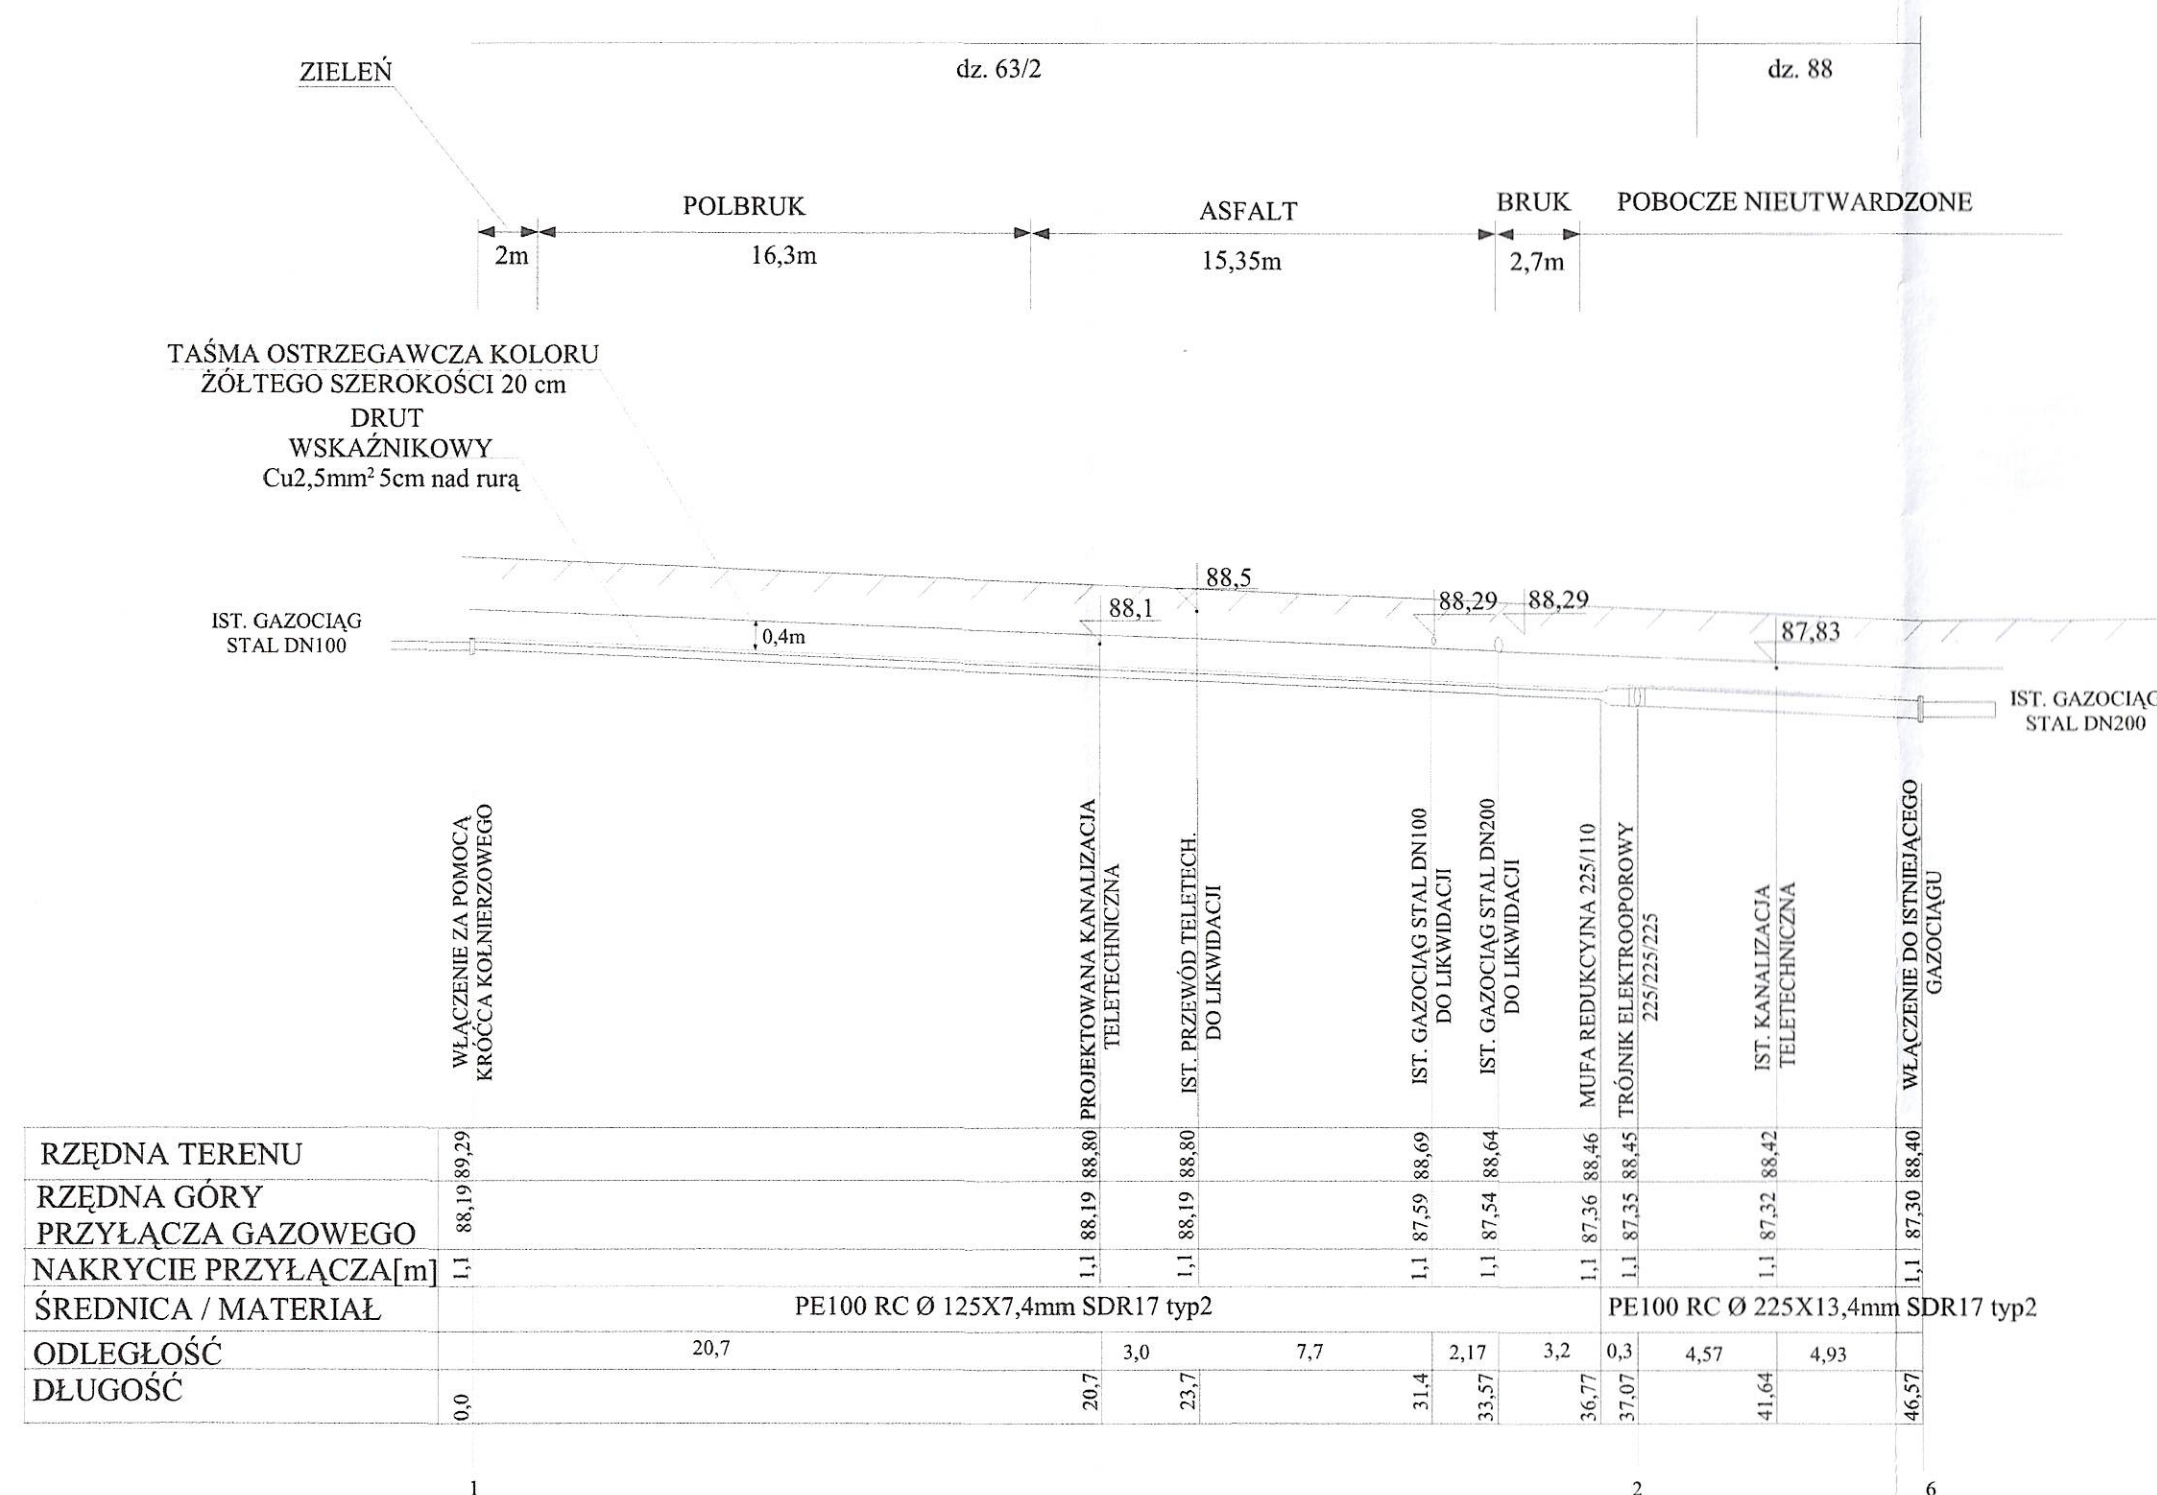 dz. 63/2
dz. 88
ZIELEŃ
POLBRUK
ASFALT
BRUK
POBOCZE NIEUTWARDZONE
2m
16,3m
15,35m
2,7m
TAŚMA OSTRZEGAWCZA KOLORU
ŻÓŁTEGO SZEROKOŚCI 20 cm
DRUT
WSKAŹNIKOWY
Cu2,5mm² 5cm nad rurą
88,5
88,1
88,29
88,29
87,83
0,4m
IST. GAZOCIĄG
STAL DN100
IST. GAZOCIĄG
STAL DN200
WŁĄCZENIE ZA POMOCĄ
KRÓĆCA KOŁNIERZOWEGO
PROJEKTOWANA KANALIZACJA
TELETECHNICZNA
IST. PRZEWÓD TELETECH.
DO LIKWIDACJI
IST. GAZOCIĄG STAL DN100
DO LIKWIDACJI
IST. GAZOCIĄG STAL DN200
DO LIKWIDACJI
MUFA REDUKCYJNA 225/110
TRÓJNIK ELEKTROOPOROWY
225/225/225
IST. KANALIZACJA
TELETECHNICZNA
WŁĄCZENIE DO ISTNIEJĄCEGO
GAZOCIĄGU
RZĘDNA TERENU 89,29 88,80 88,80 88,69 88,64 88,46 88,45 88,42 88,40
RZĘDNA GÓRY
PRZYŁĄCZA GAZOWEGO 88,19 88,19 88,19 87,59 87,54 87,36 87,35 87,32 87,30
NAKRYCIE PRZYŁĄCZA[m] 1,1 1,1 1,1 1,1 1,1 1,1 1,1 1,1 1,1
ŚREDNICA / MATERIAŁ PE100 RC Ø 125X7,4mm SDR17 typ2 PE100 RC Ø 225X13,4mm SDR17 typ2
ODLEGŁOŚĆ 20,7 3,0 7,7 2,17 3,2 0,3 4,57 4,93
DŁUGOŚĆ 0,0 20,7 23,7 31,4 33,57 36,77 37,07 41,64 46,57
1 2 6